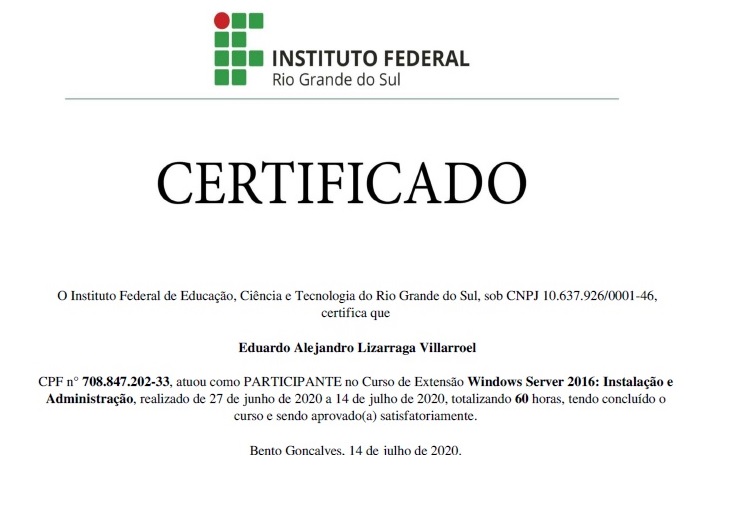 INSTITUTO FEDERAL
Rio Grande do Sul
CERTIFICADO
O Instituto Federal de Educação, Ciência e Tecnologia do Rio Grande do Sul, sob CNPJ 10.637.926/0001-46,
certifica que
Eduardo Alejandro Lizarraga Villarroel
CPF nº 708.847.202-33, atuou como PARTICIPANTE no Curso de Extensão Windows Server 2016: Instalação e
Administração, realizado de 27 de junho de 2020 a 14 de julho de 2020, totalizando 60 horas, tendo concluído o
curso e sendo aprovado(a) satisfatoriamente.
Bento Gonçalves, 14 de julho de 2020.